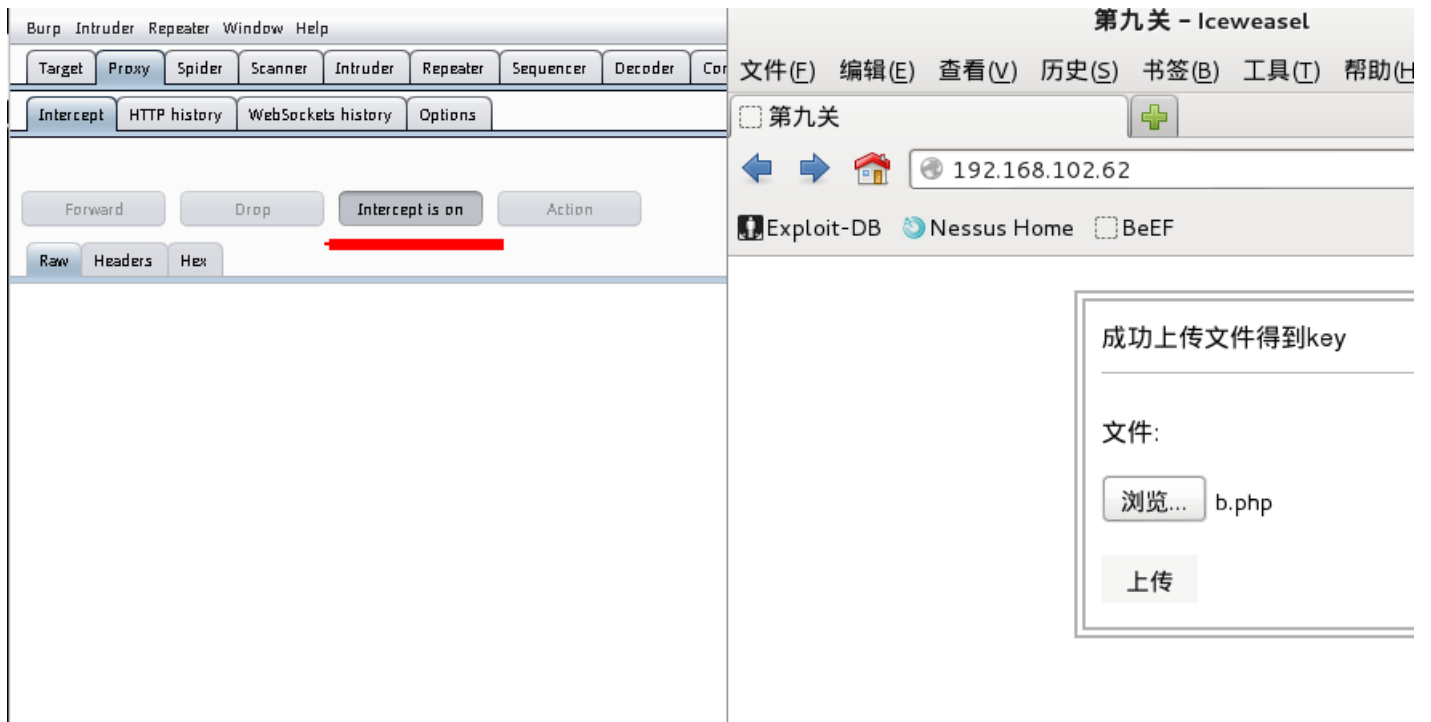 Burp Intruder Repeater Window Help
Target Proxy Spider Scanner Intruder Repeater Sequencer Decoder
Intercept HTTP history WebSockets history Options
Forward Drop Intercept is on Action
Raw Headers Hex
第九关 - Iceweasel
文件(F) 编辑(E) 查看(V) 历史(S) 书签(B) 工具(T) 帮助(H
第九关
192.168.102.62
Exploit-DB Nessus Home BeEF
成功上传文件得到key
文件:
浏览... b.php
上传